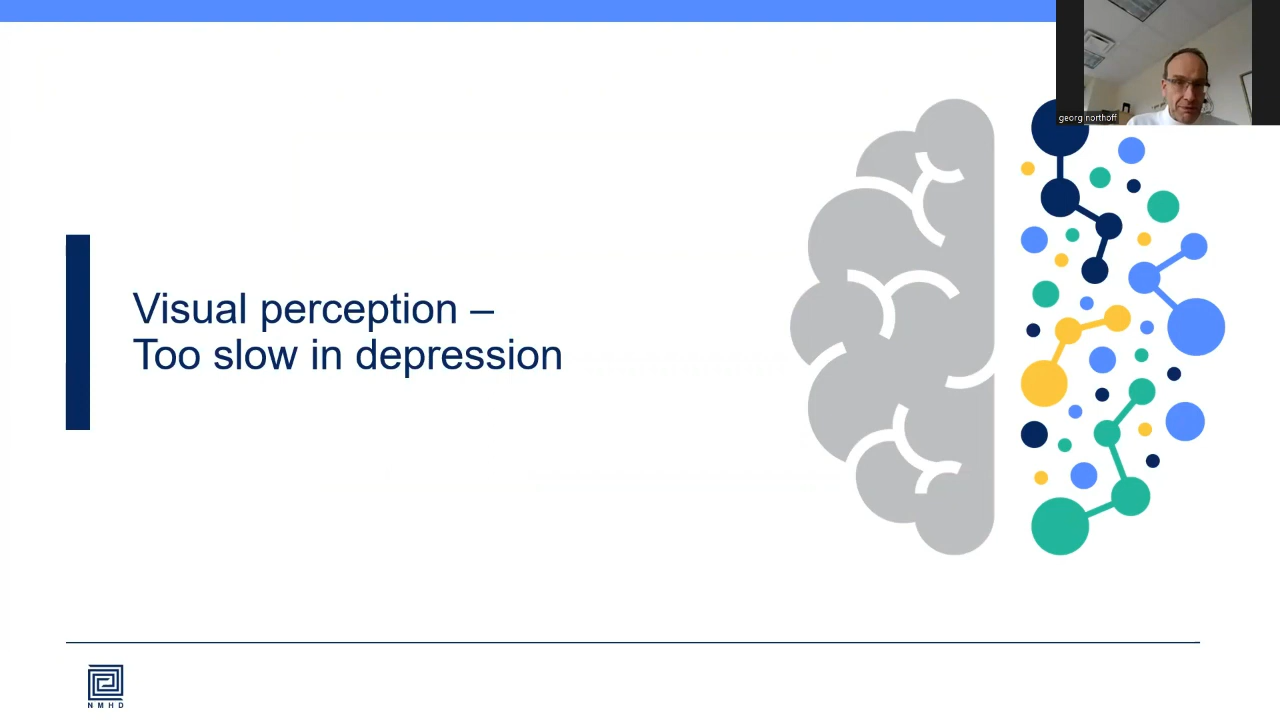 georg northoff
Visual perception –
Too slow in depression
NMHD